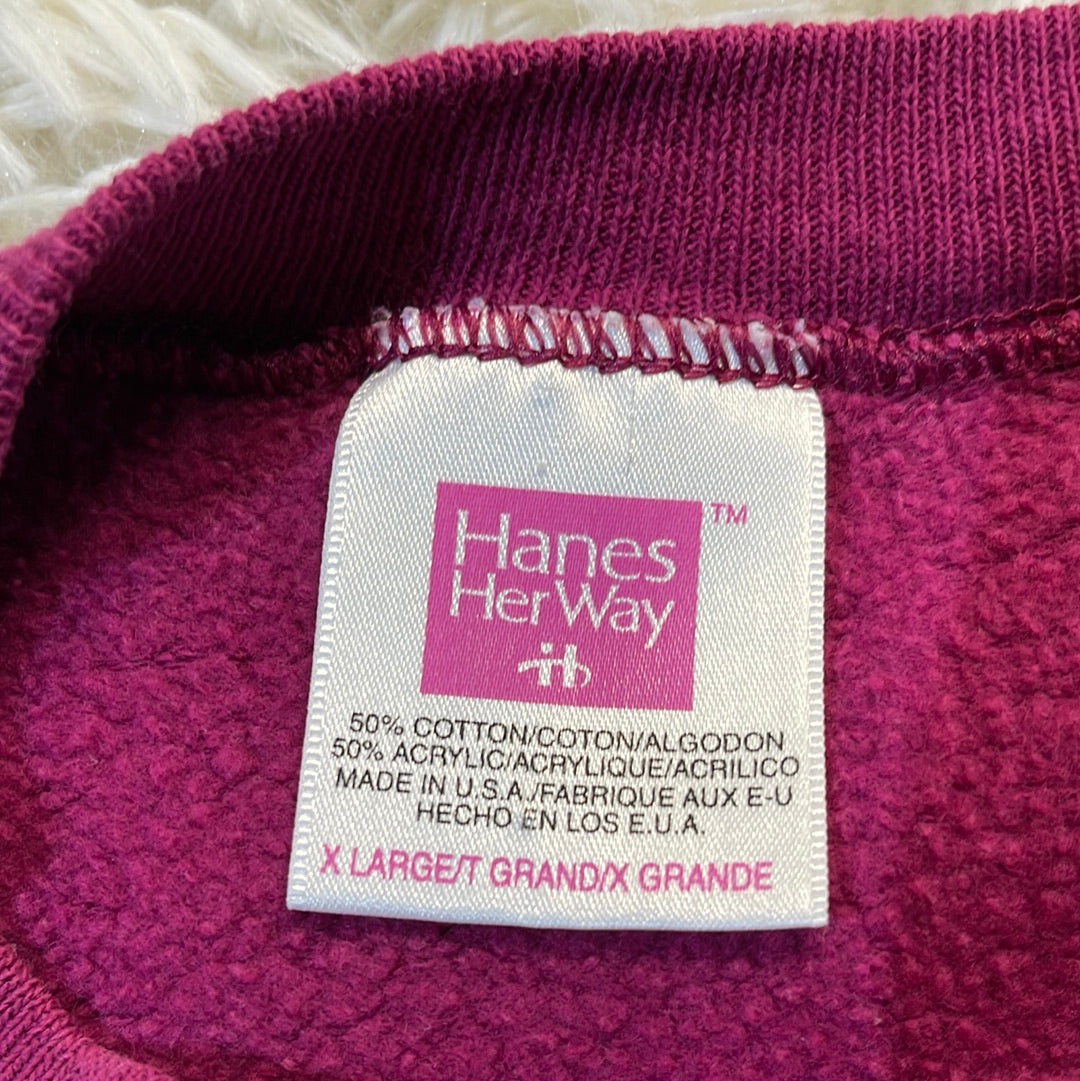 Hanes
HerWay
TM
50% COTTON/COTON/ALGODON
50% ACRYLIC/ACRYLIQUE/ACRILICO
MADE IN U.S.A./FABRIQUE AUX E-U
HECHO EN LOS E.U.A.
X LARGE/T GRAND/X GRANDE